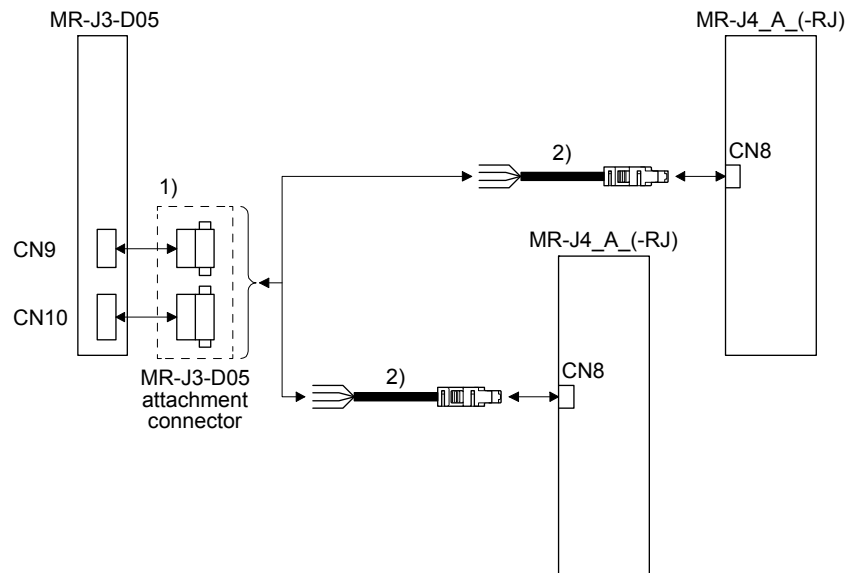 MR-J3-D05
MR-J4_A_(-RJ)
2)
CN8
1)
MR-J4_A_(-RJ)
CN9
CN10
CN8
2)
MR-J3-D05
attachment
connector